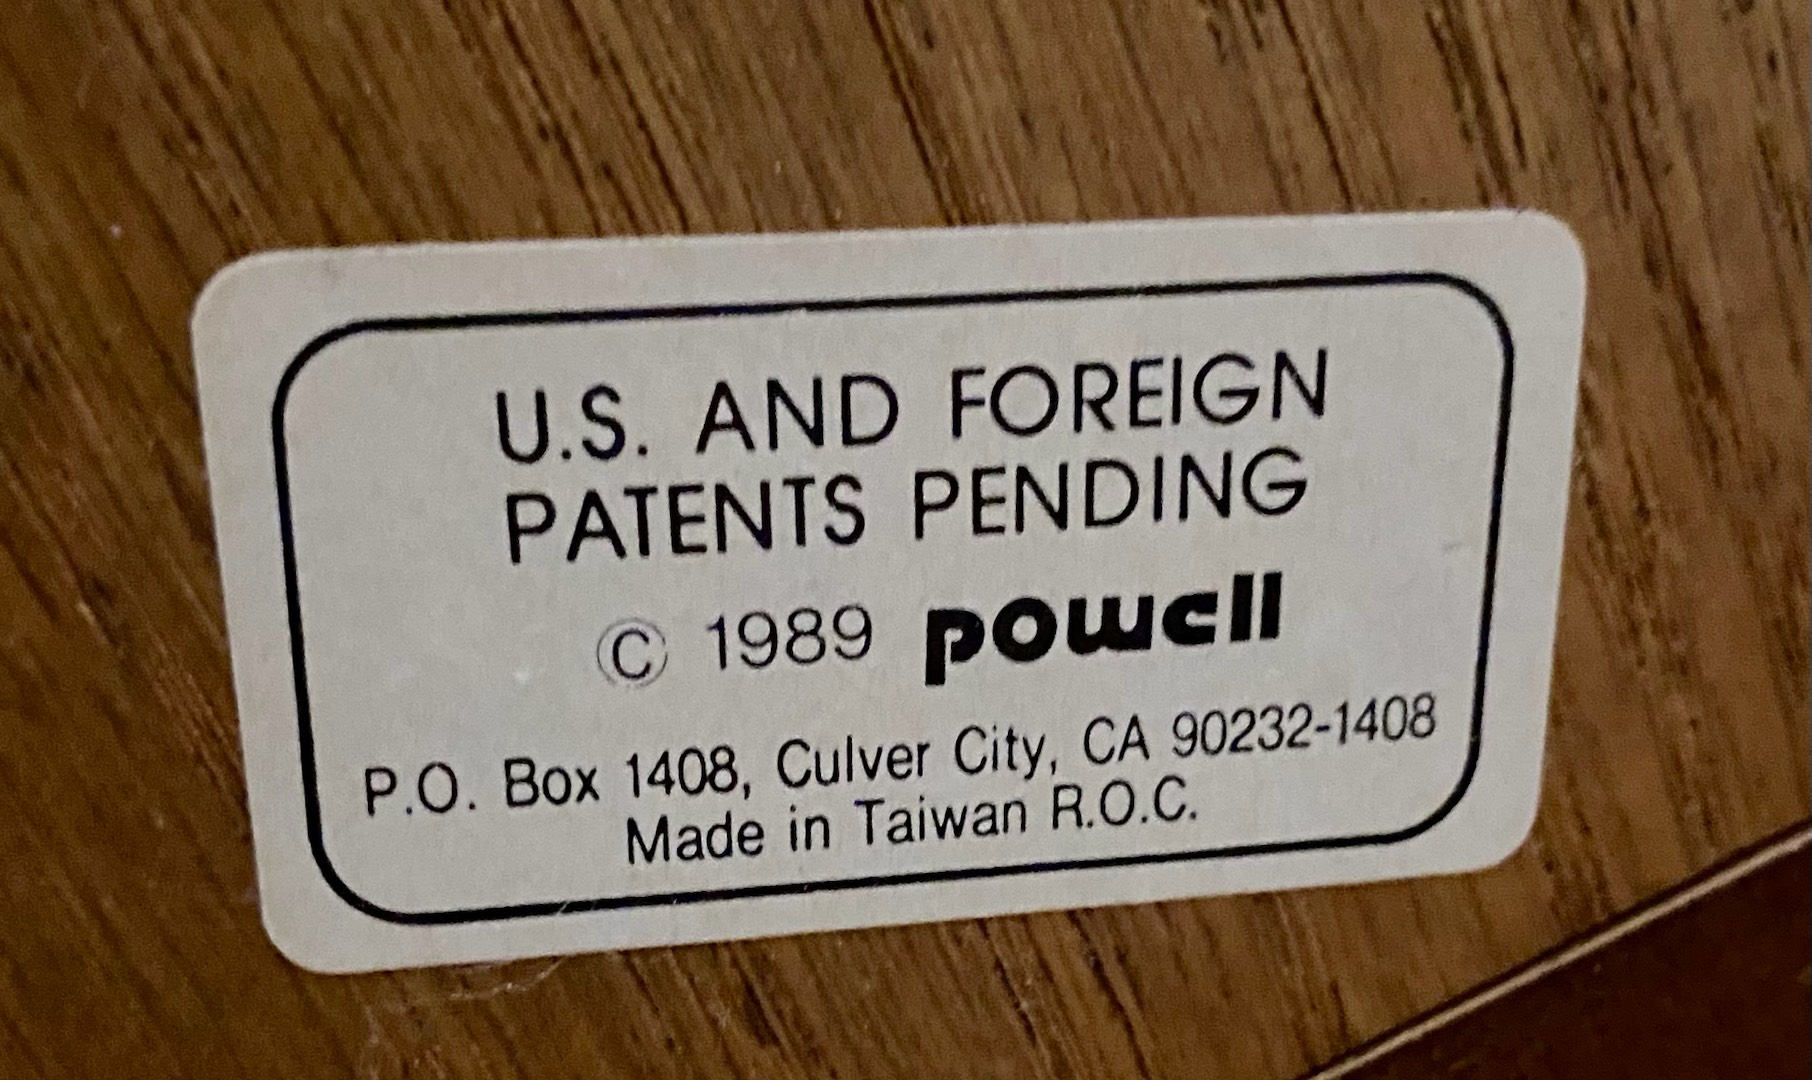 U.S. AND FOREIGN
PATENTS PENDING
© 1989 powell
P.O. Box 1408, Culver City, CA 90232-1408
Made in Taiwan R.O.C.